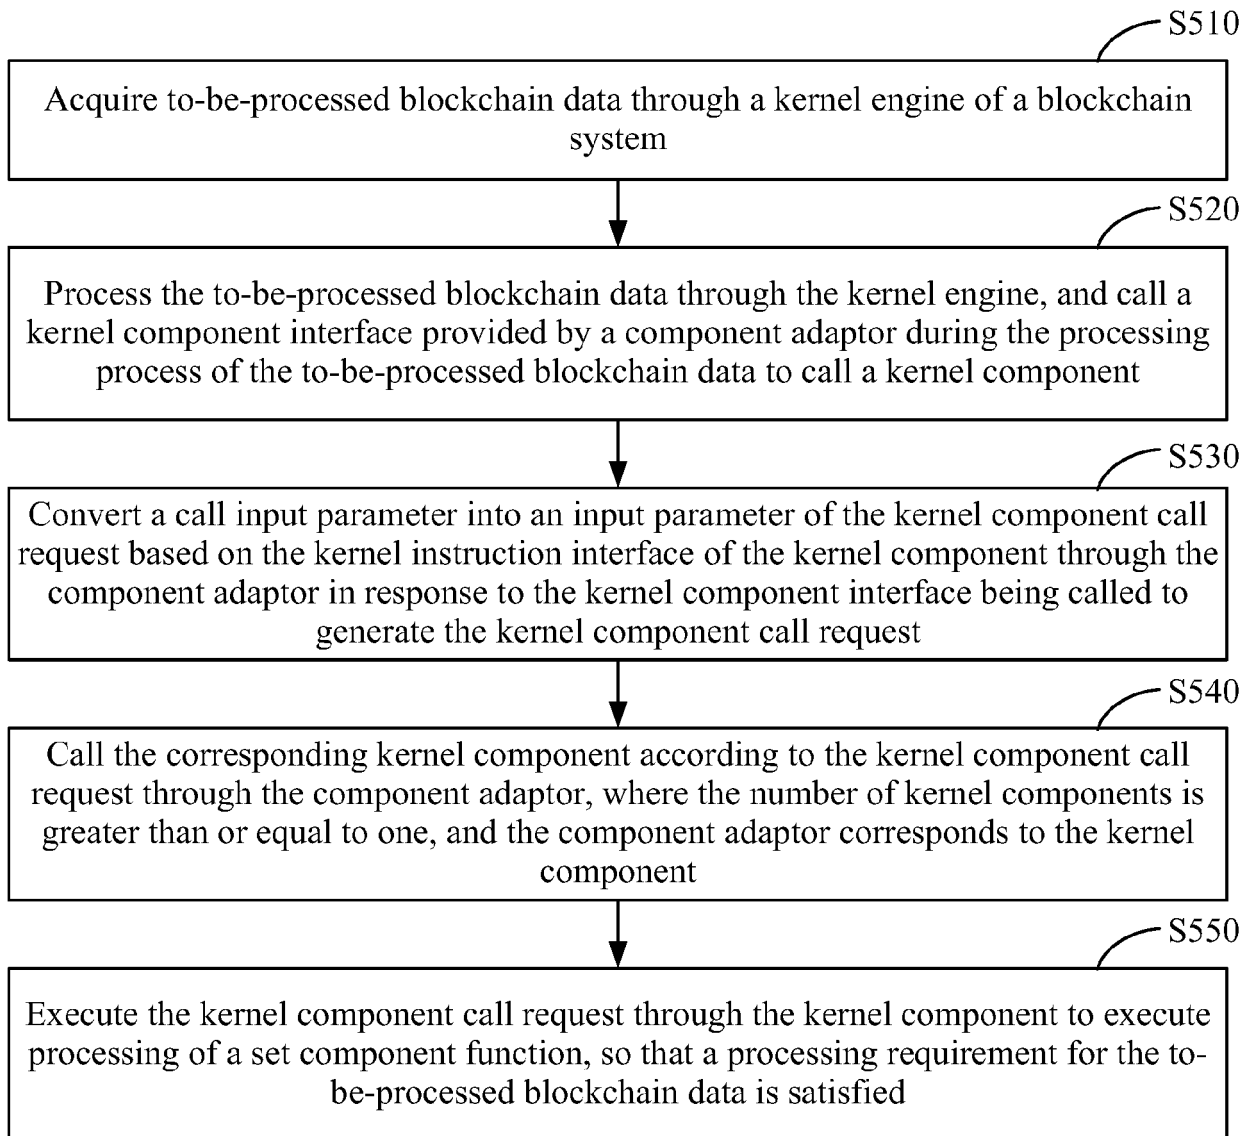 S510
Acquire to-be-processed blockchain data through a kernel engine of a blockchain
system
S520
Process the to-be-processed blockchain data through the kernel engine, and call a
kernel component interface provided by a component adaptor during the processing
process of the to-be-processed blockchain data to call a kernel component
S530
Convert a call input parameter into an input parameter of the kernel component call
request based on the kernel instruction interface of the kernel component through the
component adaptor in response to the kernel component interface being called to
generate the kernel component call request
S540
Call the corresponding kernel component according to the kernel component call
request through the component adaptor, where the number of kernel components is
greater than or equal to one, and the component adaptor corresponds to the kernel
component
S550
Execute the kernel component call request through the kernel component to execute
processing of a set component function, so that a processing requirement for the to-
be-processed blockchain data is satisfied